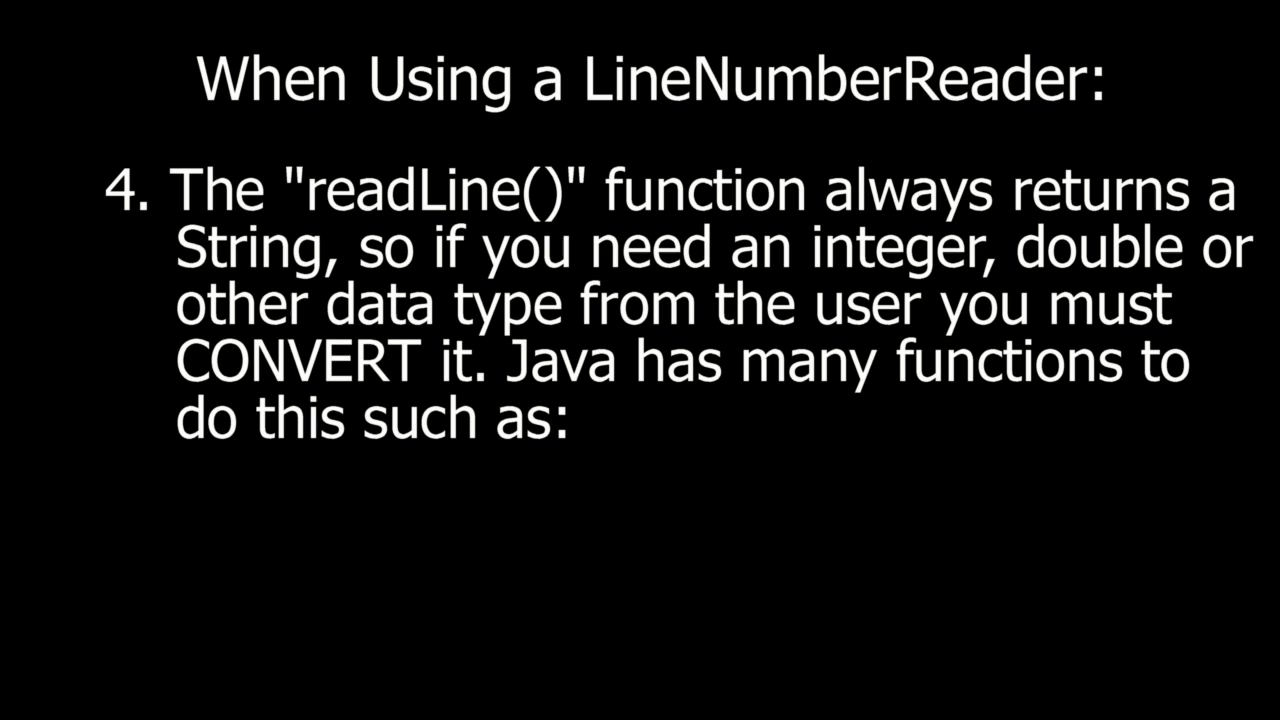 When Using a LineNumberReader:
4. The "readLine()" function always returns a
String, so if you need an integer, double or
other data type from the user you must
CONVERT it. Java has many functions to
do this such as: